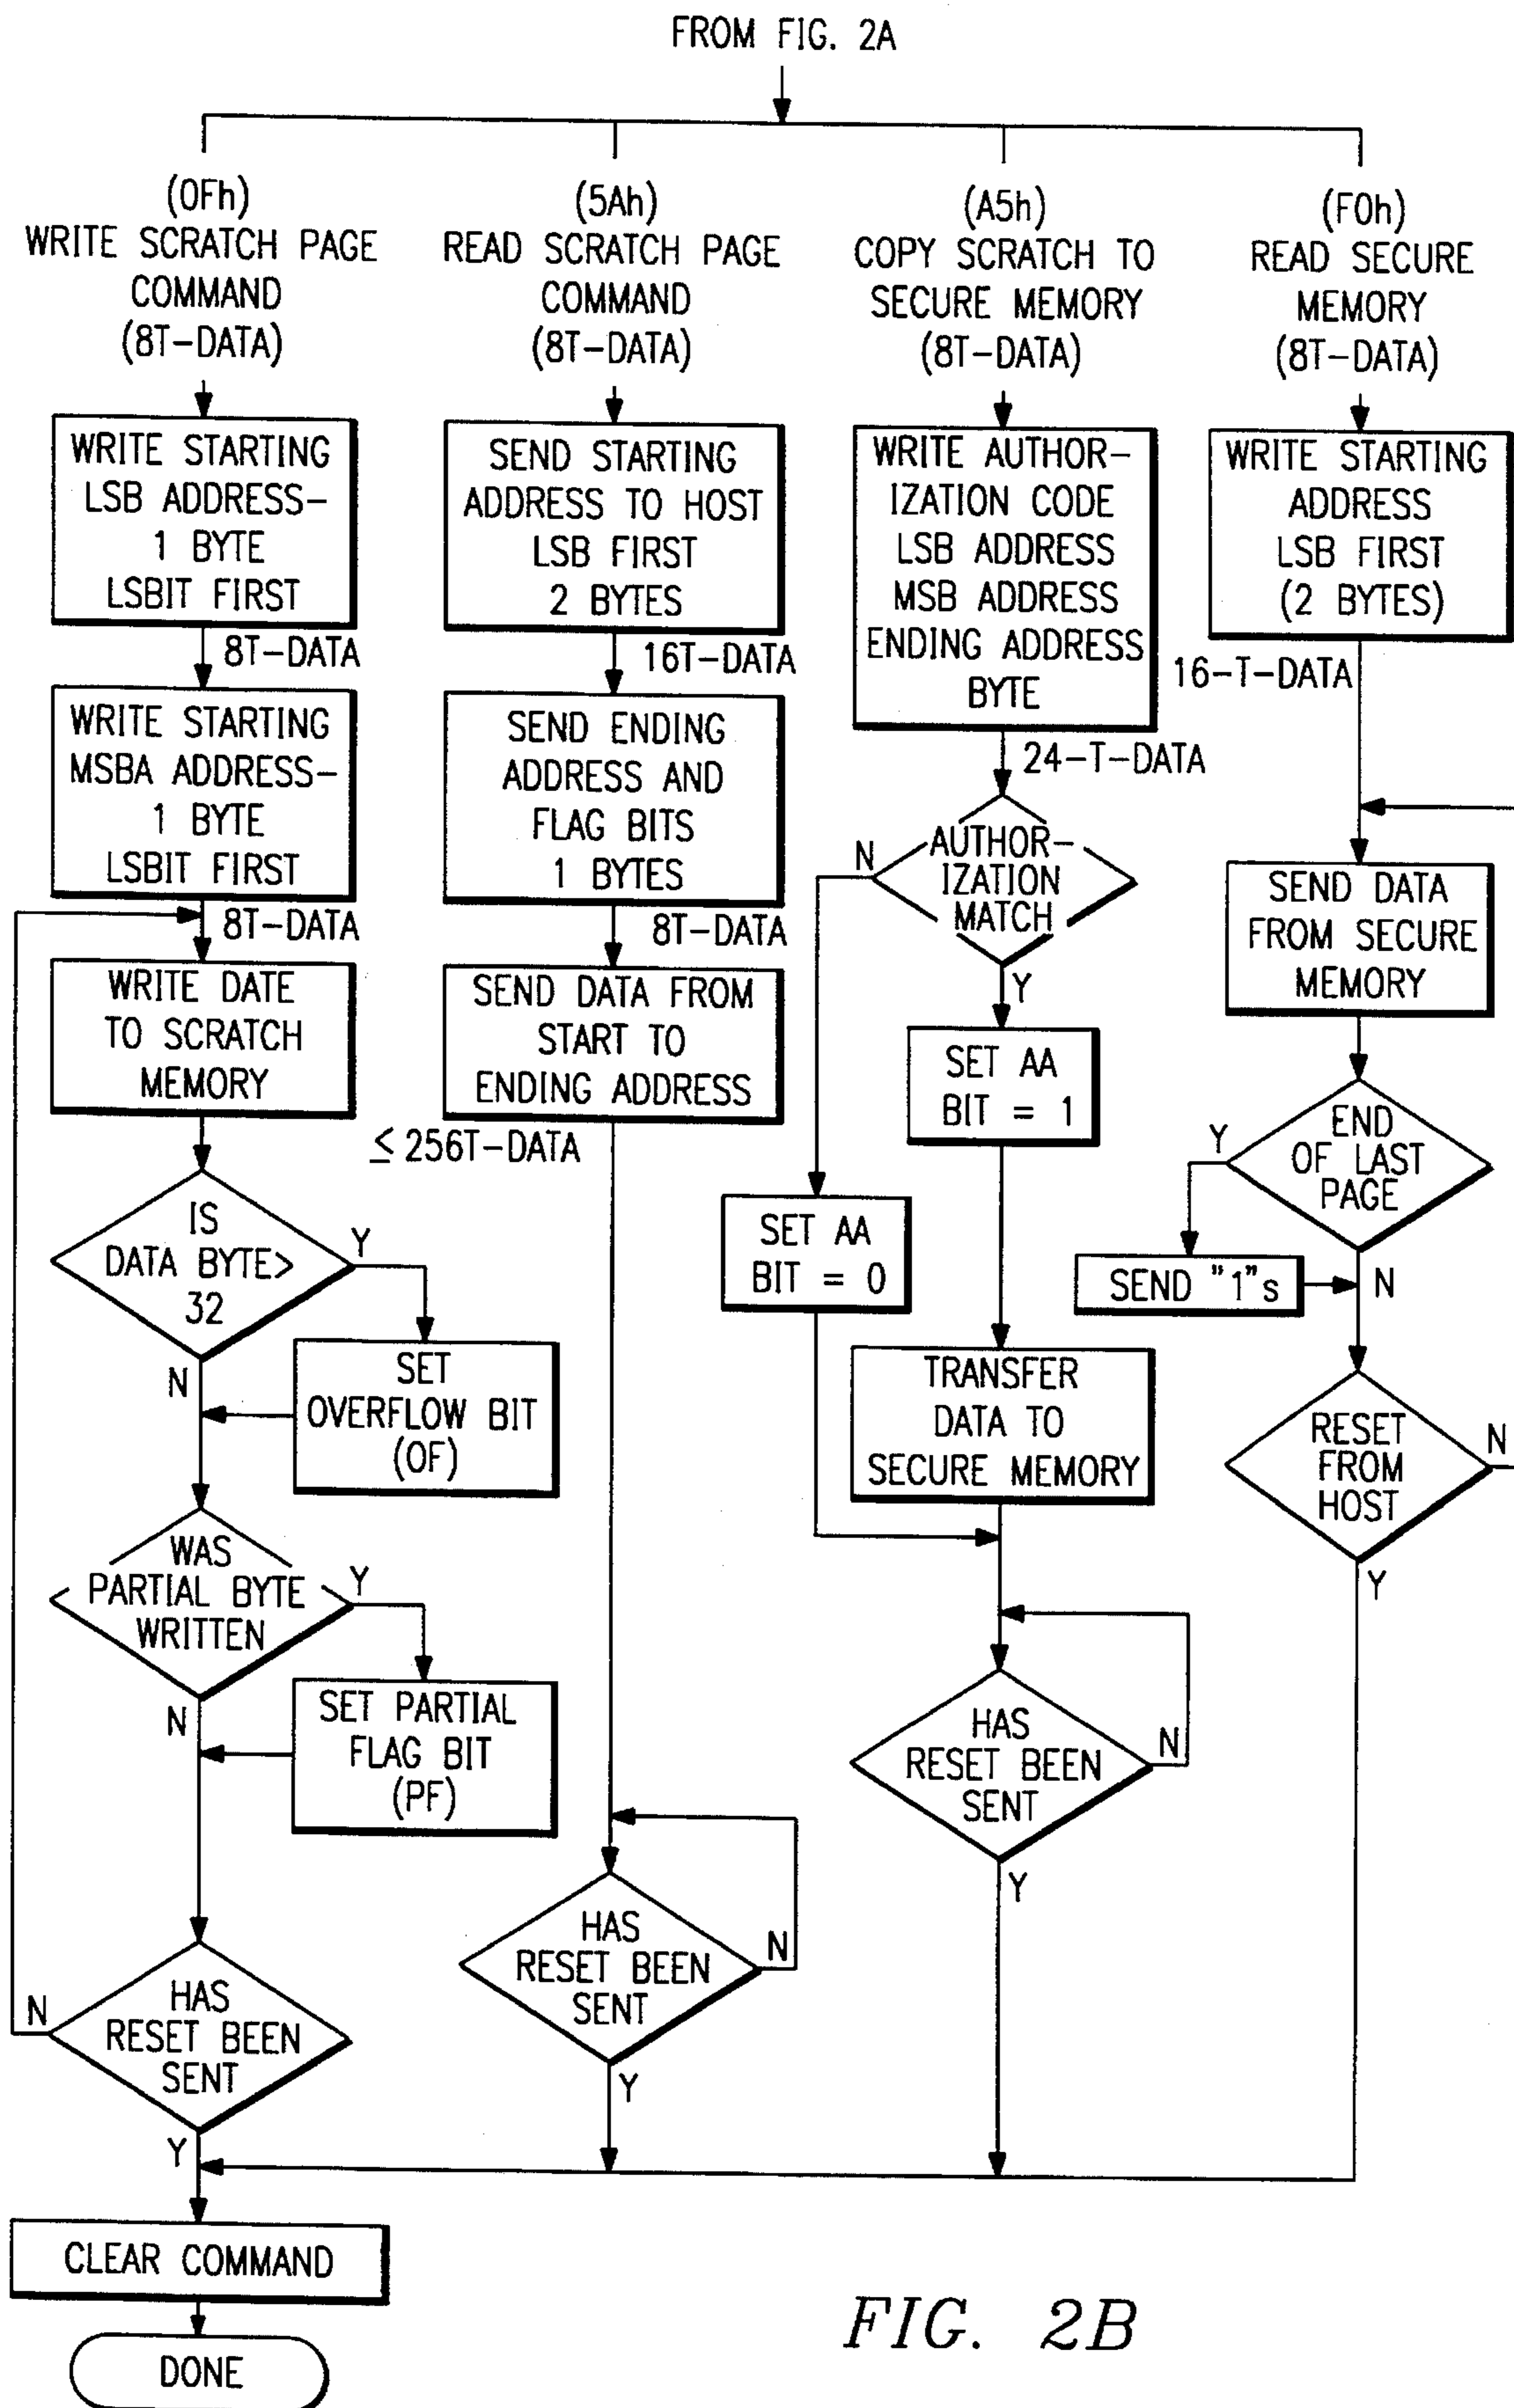 FROM FIG. 2A
(0Fh)
WRITE SCRATCH PAGE
COMMAND
(8T-DATA)
WRITE STARTING
LSB ADDRESS-
1 BYTE
LSBIT FIRST
8T-DATA
WRITE STARTING
MSBA ADDRESS-
1 BYTE
LSBIT FIRST
8T-DATA
WRITE DATE
TO SCRATCH
MEMORY
IS
DATA BYTE>
32
Y
N
SET
OVERFLOW BIT
(OF)
WAS
PARTIAL BYTE
WRITTEN
Y
N
SET PARTIAL
FLAG BIT
(PF)
HAS
RESET BEEN
SENT
N
Y
CLEAR COMMAND
DONE
(5Ah)
READ SCRATCH PAGE
COMMAND
(8T-DATA)
SEND STARTING
ADDRESS TO HOST
LSB FIRST
2 BYTES
16T-DATA
SEND ENDING
ADDRESS AND
FLAG BITS
1 BYTES
8T-DATA
SEND DATA FROM
START TO
ENDING ADDRESS
≤256T-DATA
HAS
RESET BEEN
SENT
N
Y
(A5h)
COPY SCRATCH TO
SECURE MEMORY
(8T-DATA)
WRITE AUTHOR-
IZATION CODE
LSB ADDRESS
MSB ADDRESS
ENDING ADDRESS
BYTE
24-T-DATA
AUTHOR-
IZATION
MATCH
N
Y
SET AA
BIT = 1
SET AA
BIT = 0
TRANSFER
DATA TO
SECURE MEMORY
HAS
RESET BEEN
SENT
N
Y
(F0h)
READ SECURE
MEMORY
(8T-DATA)
WRITE STARTING
ADDRESS
LSB FIRST
(2 BYTES)
16-T-DATA
SEND DATA
FROM SECURE
MEMORY
END
OF LAST
PAGE
Y
N
SEND "1"s
RESET
FROM
HOST
N
Y
FIG. 2B